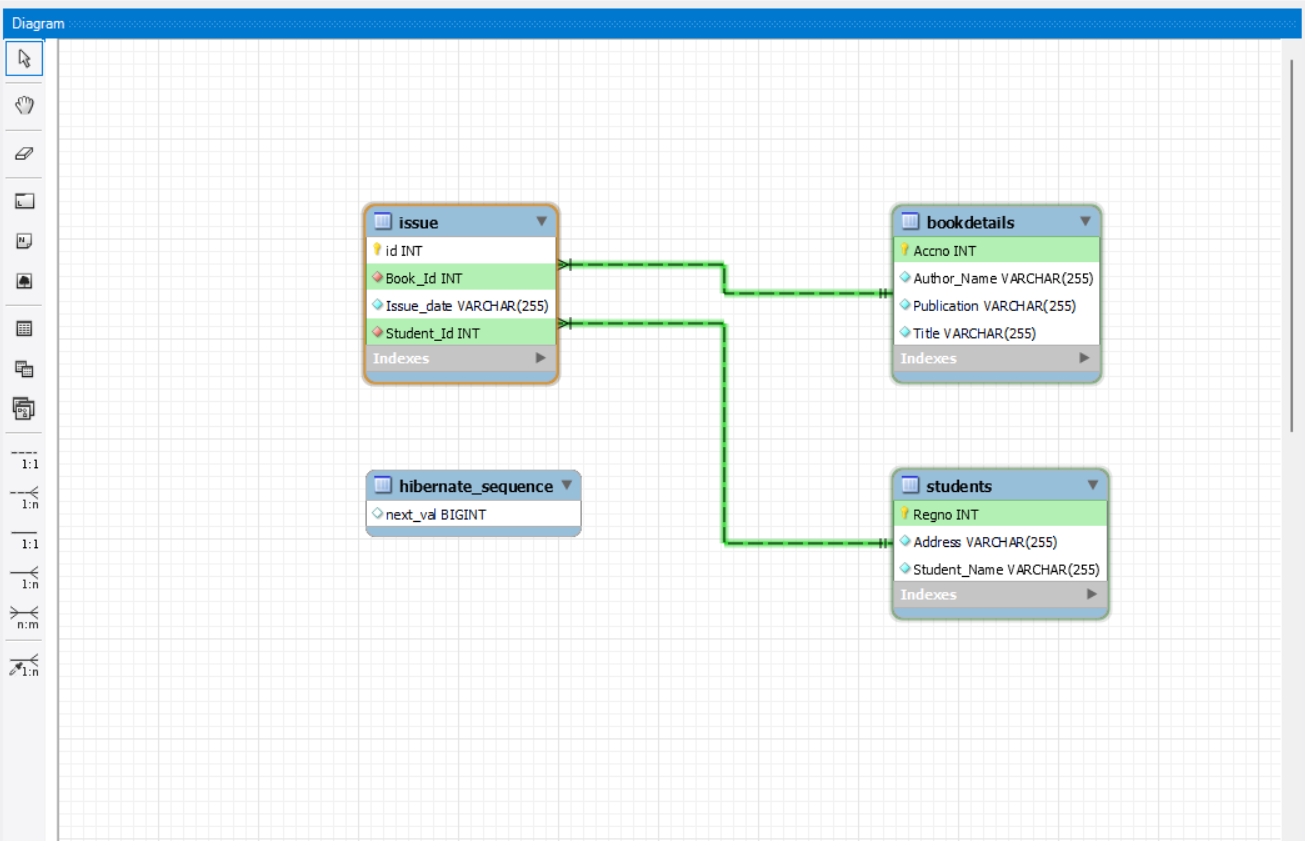 Diagram
issue
id INT
Book_Id INT
Issue_date VARCHAR(255)
Student_Id INT
Indexes
bookdetails
Accno INT
Author_Name VARCHAR(255)
Publication VARCHAR(255)
Title VARCHAR(255)
Indexes
hibernate_sequence
next_val BIGINT
students
Regno INT
Address VARCHAR(255)
Student_Name VARCHAR(255)
Indexes
1:1
1:n
1:1
1:n
n:m
1:n